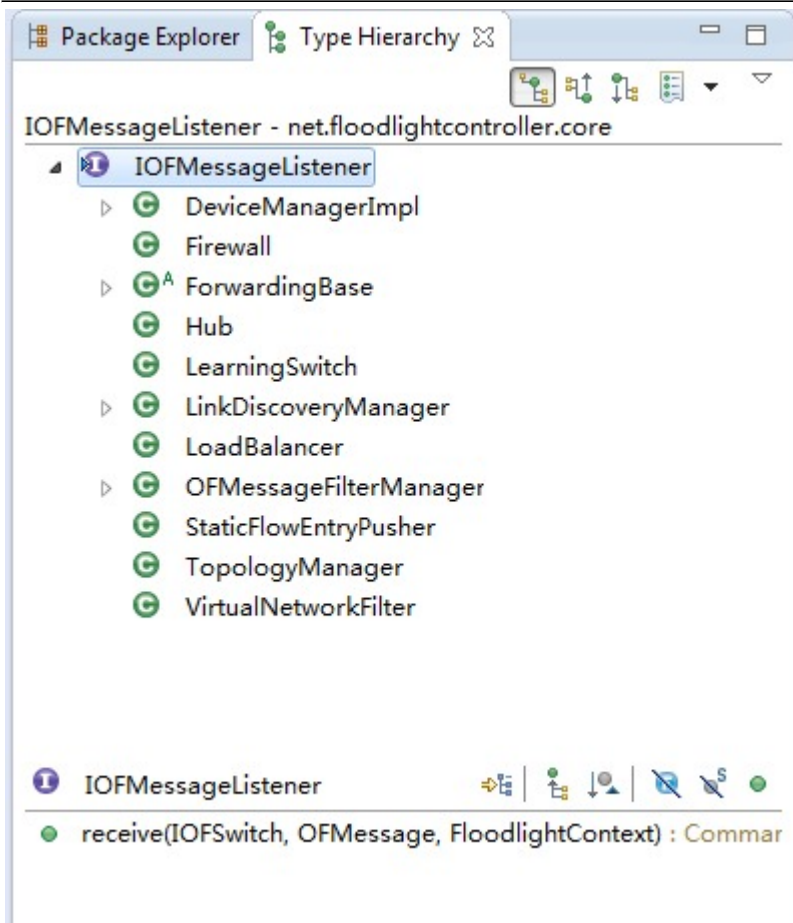 Package Explorer Type Hierarchy
IOFMessageListener - net.floodlightcontroller.core
IOFMessageListener
DeviceManagerImpl
Firewall
ForwardingBase
Hub
LearningSwitch
LinkDiscoveryManager
LoadBalancer
OFMessageFilterManager
StaticFlowEntryPusher
TopologyManager
VirtualNetworkFilter
IOFMessageListener
receive(IOFSwitch, OFMessage, FloodlightContext) : Commar